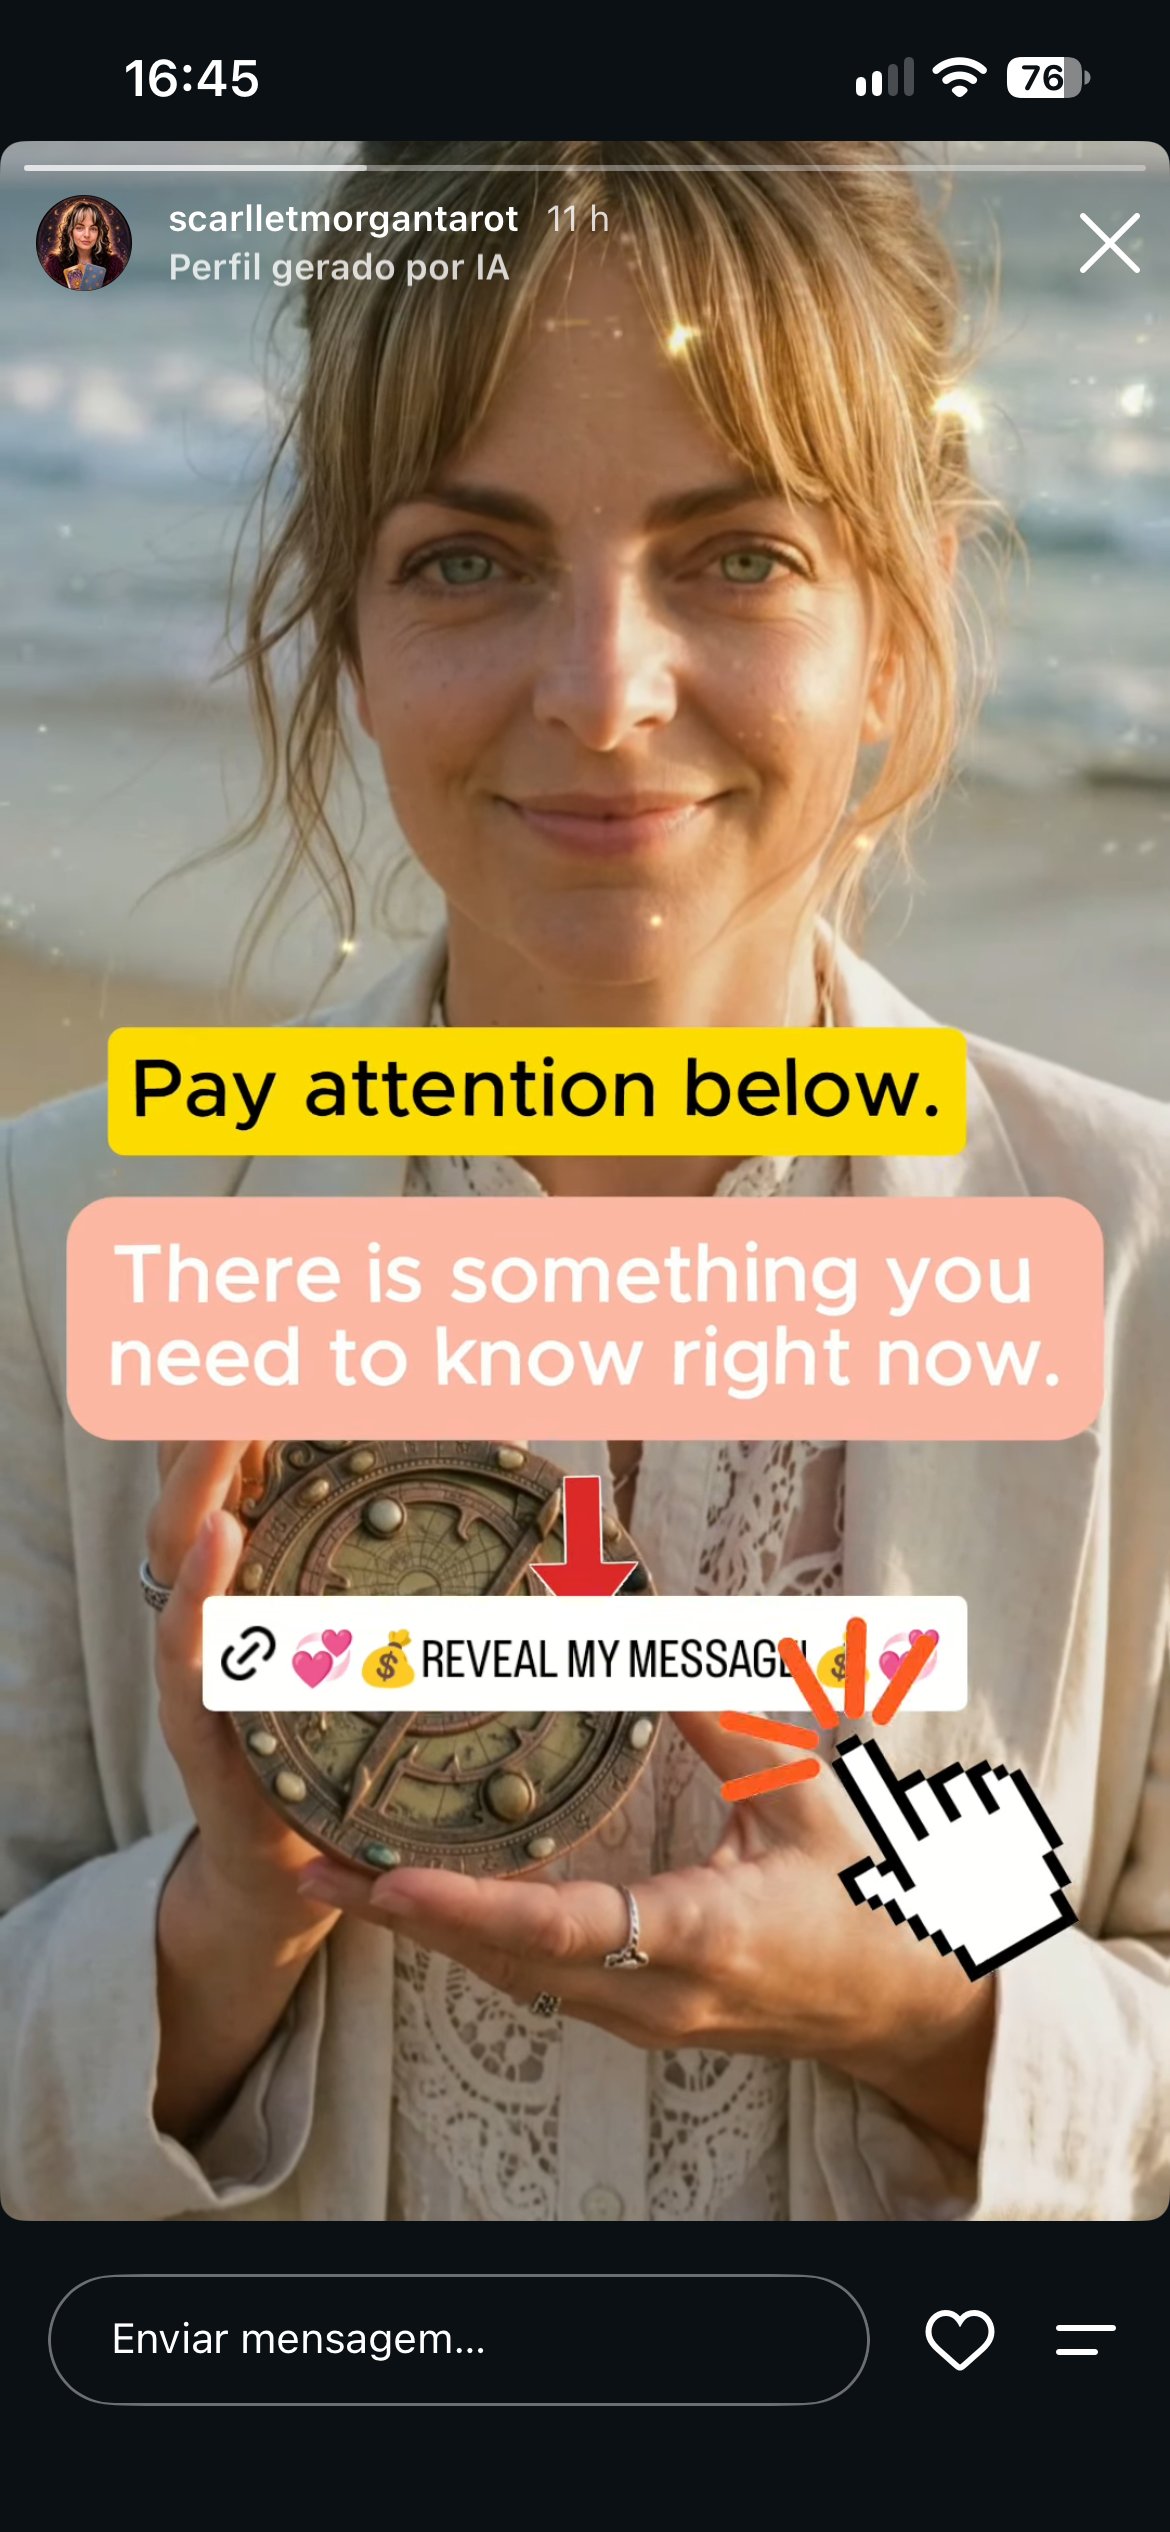 16:45
76
scarlletmorgantarot 11 h
Perfil gerado por IA
Pay attention below.
There is something you
need to know right now.
💞💰REVEAL MY MESSAGE!💰💞
Enviar mensagem...